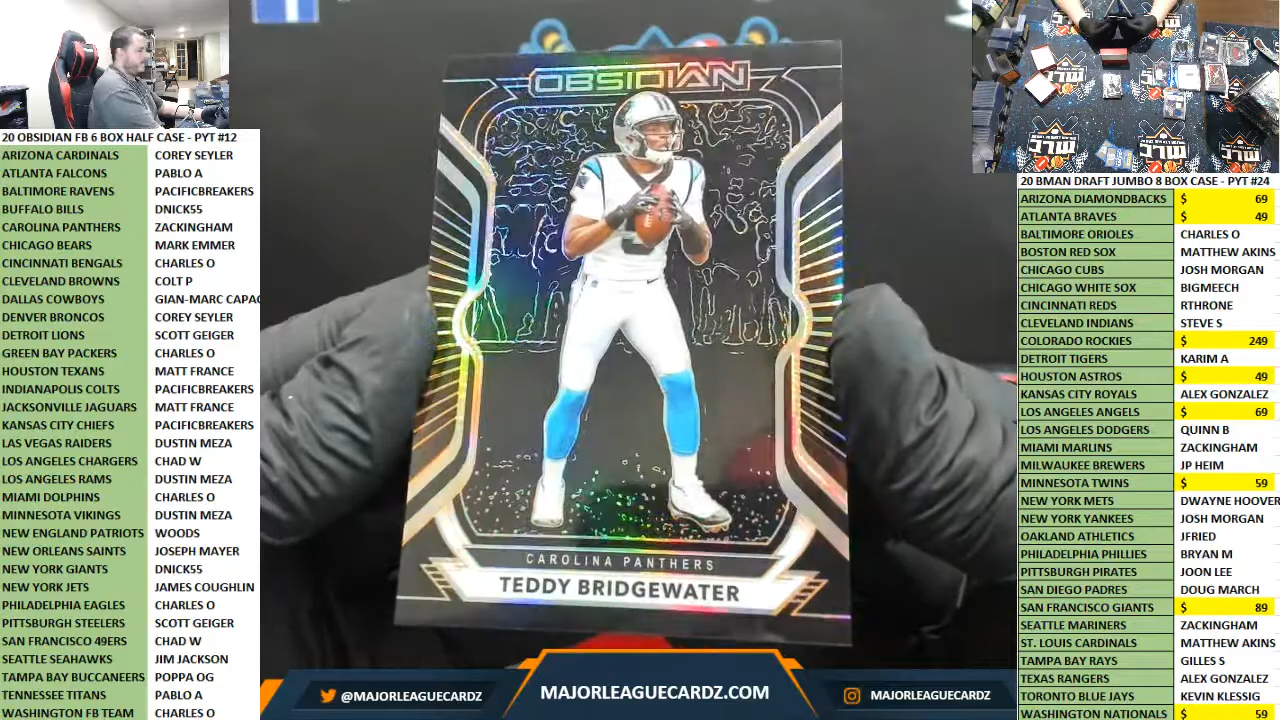 20 OBSIDIAN FB 6 BOX HALF CASE - PYT #12
ARIZONA CARDINALS COREY SEYLER
ATLANTA FALCONS PABLO A
BALTIMORE RAVENS PACIFICBREAKERS
BUFFALO BILLS DNICK55
CAROLINA PANTHERS ZACKINGHAM
CHICAGO BEARS MARK EMMER
CINCINNATI BENGALS CHARLES O
CLEVELAND BROWNS COLT P
DALLAS COWBOYS GIAN-MARC CAPAC
DENVER BRONCOS COREY SEYLER
DETROIT LIONS SCOTT GEIGER
GREEN BAY PACKERS CHARLES O
HOUSTON TEXANS MATT FRANCE
INDIANAPOLIS COLTS PACIFICBREAKERS
JACKSONVILLE JAGUARS MATT FRANCE
KANSAS CITY CHIEFS PACIFICBREAKERS
LAS VEGAS RAIDERS DUSTIN MEZA
LOS ANGELES CHARGERS CHAD W
LOS ANGELES RAMS DUSTIN MEZA
MIAMI DOLPHINS CHARLES O
MINNESOTA VIKINGS DUSTIN MEZA
NEW ENGLAND PATRIOTS WOODS
NEW ORLEANS SAINTS JOSEPH MAYER
NEW YORK GIANTS DNICK55
NEW YORK JETS JAMES COUGHLIN
PHILADELPHIA EAGLES CHARLES O
PITTSBURGH STEELERS SCOTT GEIGER
SAN FRANCISCO 49ERS CHAD W
SEATTLE SEAHAWKS JIM JACKSON
TAMPA BAY BUCCANEERS POPPA OG
TENNESSEE TITANS PABLO A
WASHINGTON FB TEAM CHARLES O
OBSIDIAN
CAROLINA PANTHERS
TEDDY BRIDGEWATER
@MAJORLEAGUECARDZ
MAJORLEAGUECARDZ.COM
MAJORLEAGUECARDZ
20 BMAN DRAFT JUMBO 8 BOX CASE - PYT #24
ARIZONA DIAMONDBACKS $ 69
ATLANTA BRAVES $ 49
BALTIMORE ORIOLES CHARLES O
BOSTON RED SOX MATTHEW AKINS
CHICAGO CUBS JOSH MORGAN
CHICAGO WHITE SOX BIGMEECH
CINCINNATI REDS RTHRONE
CLEVELAND INDIANS STEVE S
COLORADO ROCKIES $ 249
DETROIT TIGERS KARIM A
HOUSTON ASTROS $ 49
KANSAS CITY ROYALS ALEX GONZALEZ
LOS ANGELS ANGELS $ 69
LOS ANGELES DODGERS QUINN B
MIAMI MARLINS ZACKINGHAM
MILWAUKEE BREWERS JP HEIM
MINNESOTA TWINS $ 59
NEW YORK METS DWAYNE HOOVER
NEW YORK YANKEES JOSH MORGAN
OAKLAND ATHLETICS JFRIED
PHILADELPHIA PHILLIES BRYAN M
PITTSBURGH PIRATES JOON LEE
SAN DIEGO PADRES DOUG MARCH
SAN FRANCISCO GIANTS $ 89
SEATTLE MARINERS ZACKINGHAM
ST. LOUIS CARDINALS MATTHEW AKINS
TAMPA BAY RAYS GILLES S
TEXAS RANGERS ALEX GONZALEZ
TORONTO BLUE JAYS KEVIN KLESSIG
WASHINGTON NATIONALS $ 59